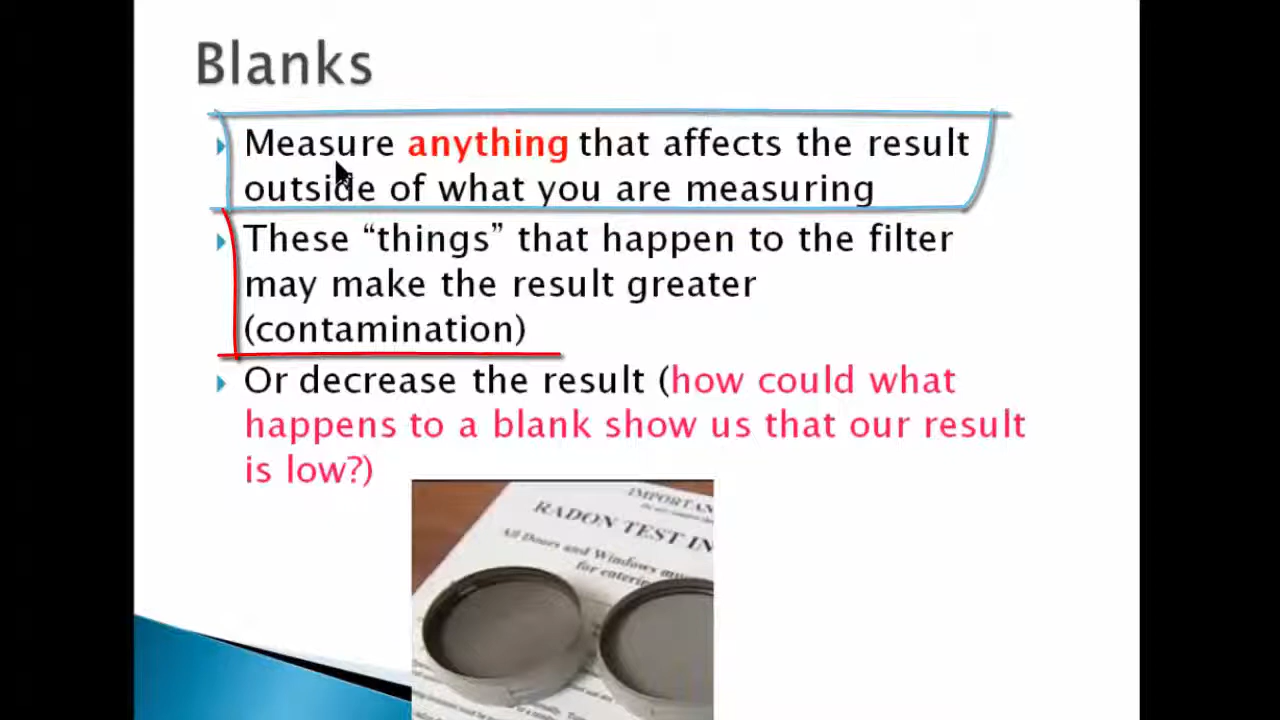 Blanks
Measure anything that affects the result
outside of what you are measuring
These “things” that happen to the filter
may make the result greater
(contamination)
Or decrease the result (how could what
happens to a blank show us that our result
is low?)
IMPORTAN
RADON TEST IN
All Doors and Windows
for